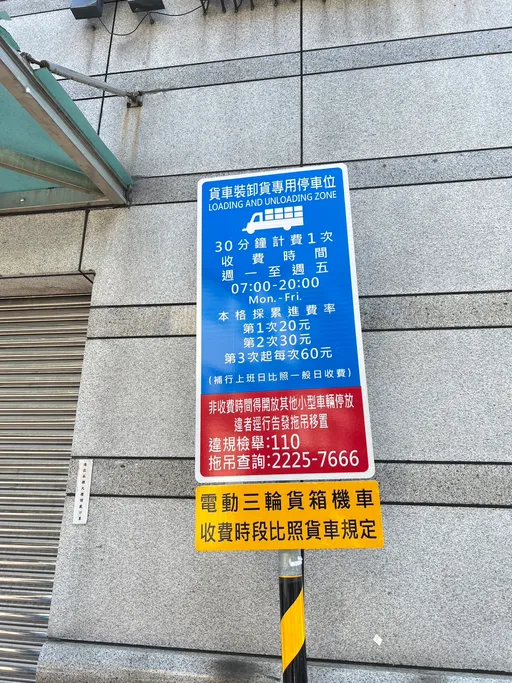 貨車裝卸貨專用停車位
LOADING AND UNLOADING ZONE
30分鐘計費1次
收費時間
週一至週五
07:00-20:00
Mon.-Fri.
本格採累進費率
第1次20元
第2次30元
第3次起每次60元
(補行上班日比照一般日收費)
非收費時間得開放其他小型車輛停放
違者逕行告發拖吊移置
違規檢舉:110
拖吊查詢:2225-7666
電動三輪貨箱機車
收費時段比照貨車規定